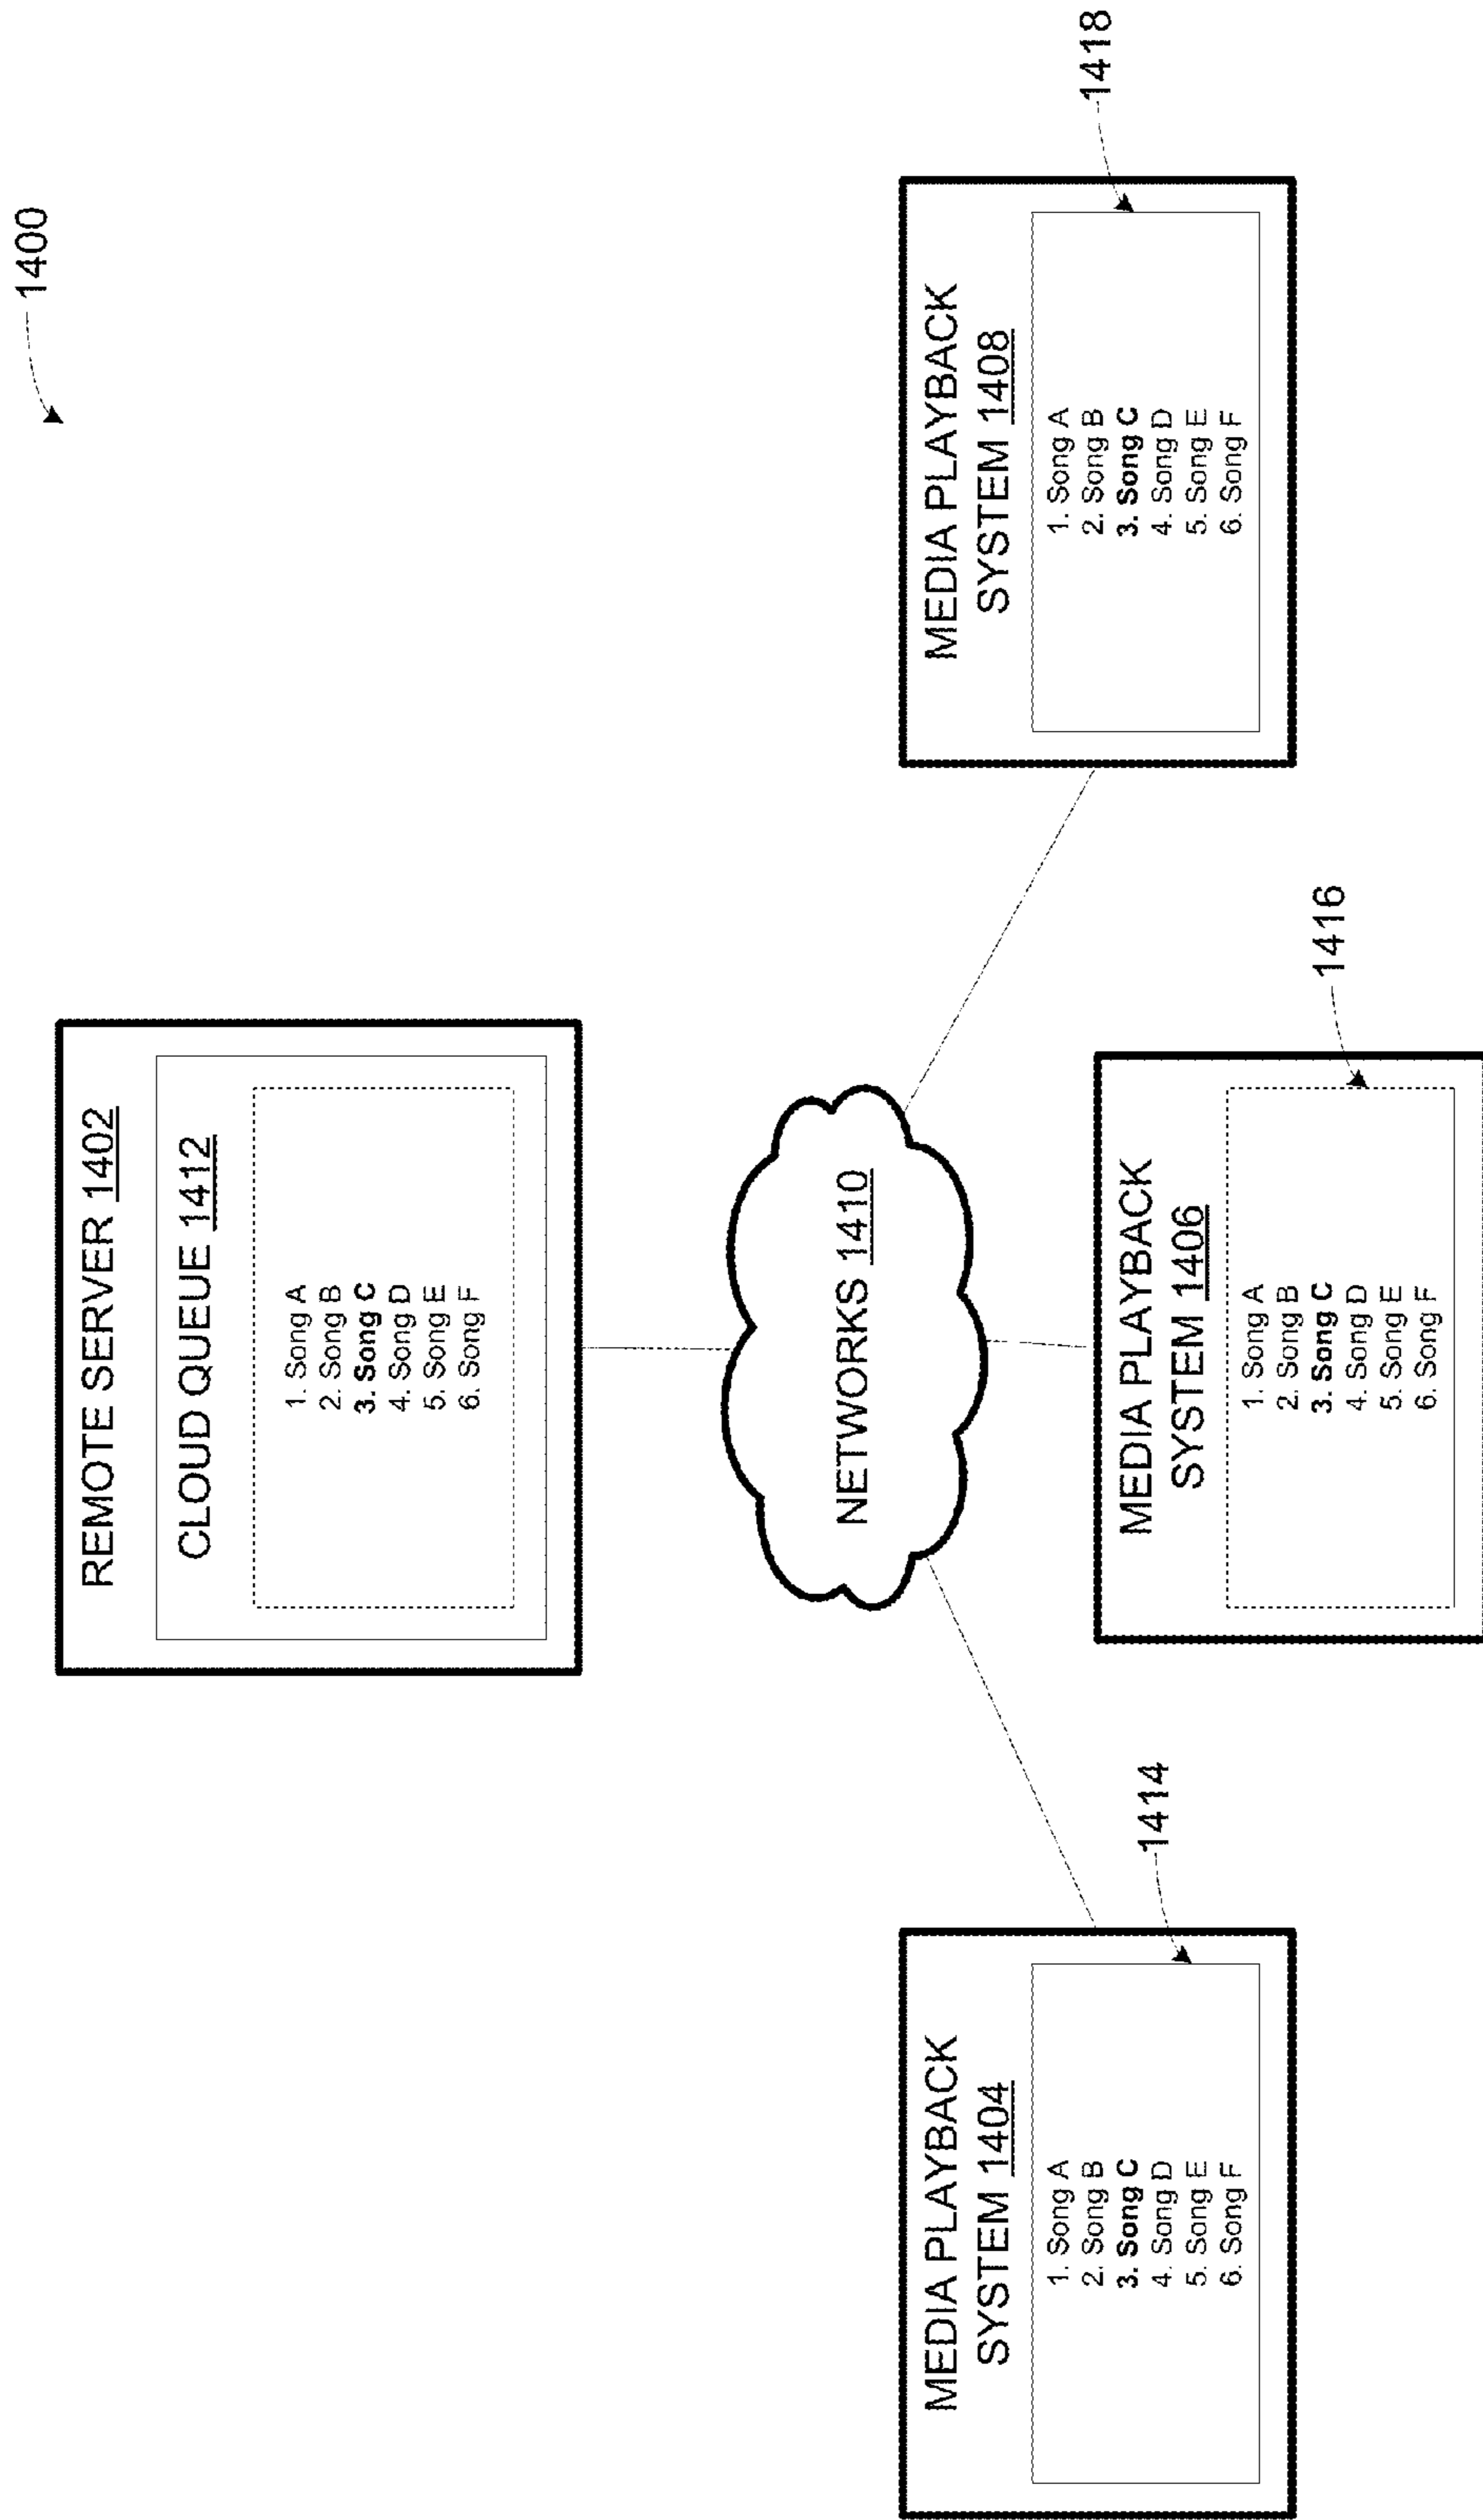 1400
REMOTE SERVER 1402
CLOUD QUEUE 1412
1. Song A
2. Song B
3. Song C
4. Song D
5. Song E
6. Song F
NETWORKS 1410
MEDIA PLAYBACK
SYSTEM 1404
1. Song A
2. Song B
3. Song C
4. Song D
5. Song E
6. Song F
1414
MEDIA PLAYBACK
SYSTEM 1406
1. Song A
2. Song B
3. Song C
4. Song D
5. Song E
6. Song F
1416
MEDIA PLAYBACK
SYSTEM 1408
1. Song A
2. Song B
3. Song C
4. Song D
5. Song E
6. Song F
1418